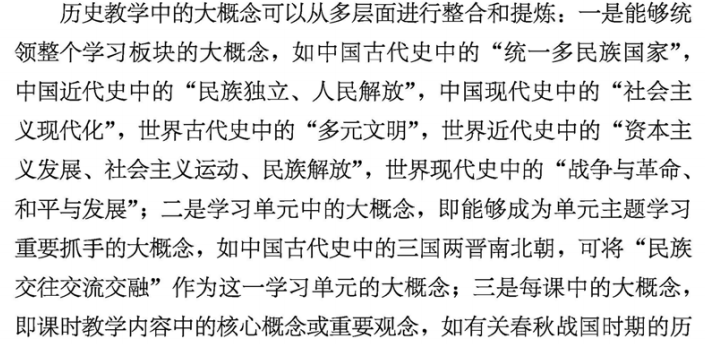 历史教学中的大概念可以从多层面进行整合和提炼：一是能够统
领整个学习板块的大概念，如中国古代史中的“统一多民族国家”，
中国近代史中的“民族独立、人民解放”，中国现代史中的“社会主
义现代化”，世界古代史中的“多元文明”，世界近代史中的“资本主
义发展、社会主义运动、民族解放”，世界现代史中的“战争与革命、
和平与发展”；二是学习单元中的大概念，即能够成为单元主题学习
重要抓手的大概念，如中国古代史中的三国两晋南北朝，可将“民族
交往交流交融”作为这一学习单元的大概念；三是每课中的大概念，
即课时教学内容中的核心概念或重要观念，如有关春秋战国时期的历